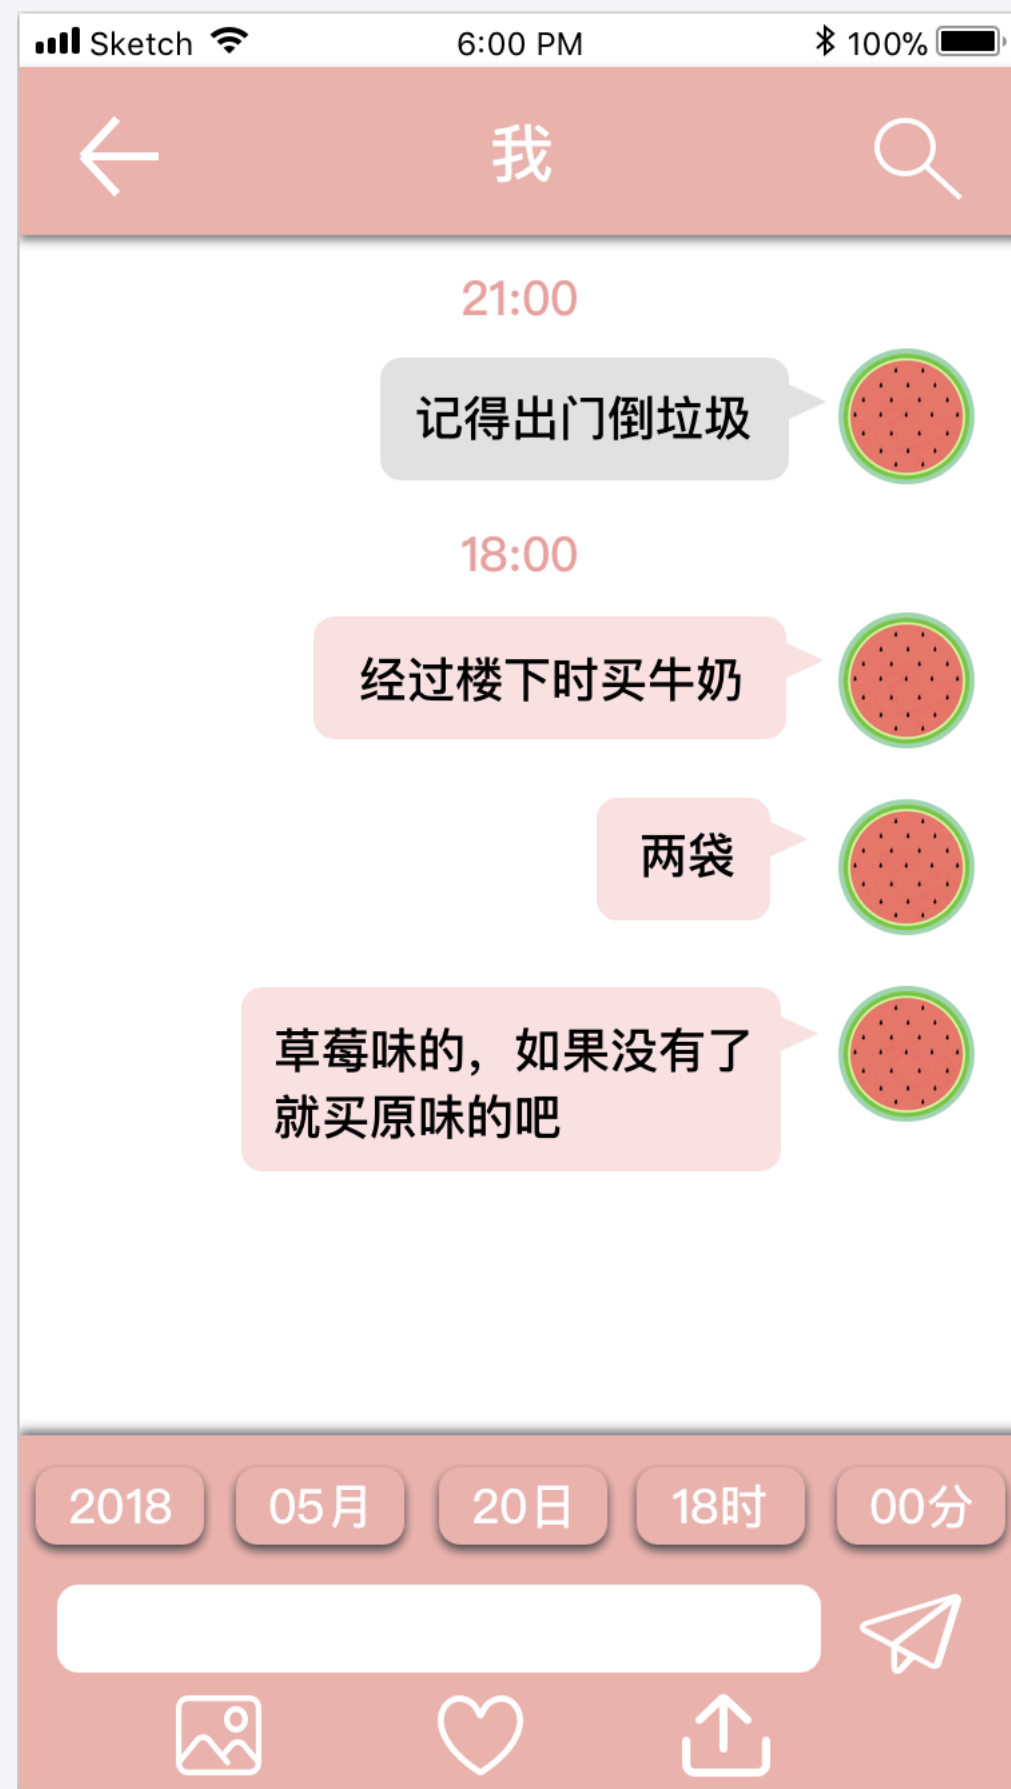 Sketch 6:00 PM 100%
我
21:00
记得出门倒垃圾
18:00
经过楼下时买牛奶
两袋
草莓味的，如果没有了
就买原味的吧
2018 05月 20日 18时 00分